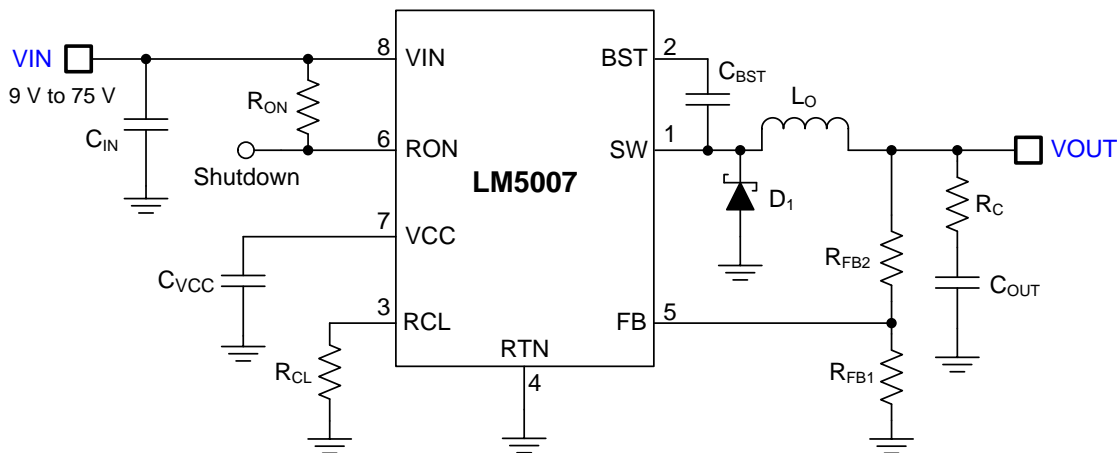 VIN
9 V to 75 V
CIN
RON
Shutdown
CVCC
RCL
8
VIN
6
RON
7
VCC
3
RCL
LM5007
RTN
4
BST
2
SW
1
FB
5
CBST
LO
D1
RFB2
RFB1
RC
COUT
VOUT